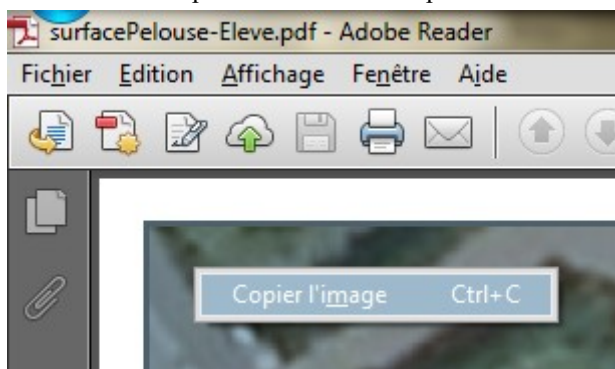 surfacePelouse-Eleve.pdf - Adobe Reader
Fichier Edition Affichage Fenêtre Aide
Copier l'image Ctrl+C